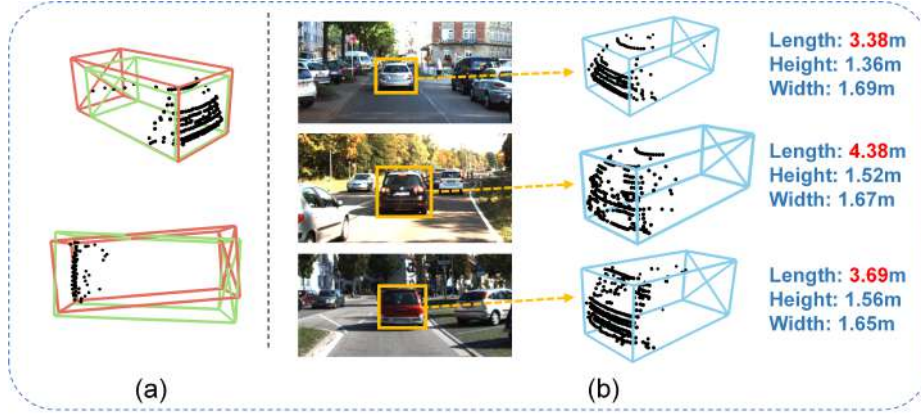 Length: 3.38m
Height: 1.36m
Width: 1.69m
Length: 4.38m
Height: 1.52m
Width: 1.67m
Length: 3.69m
Height: 1.56m
Width: 1.65m
(a)
(b)